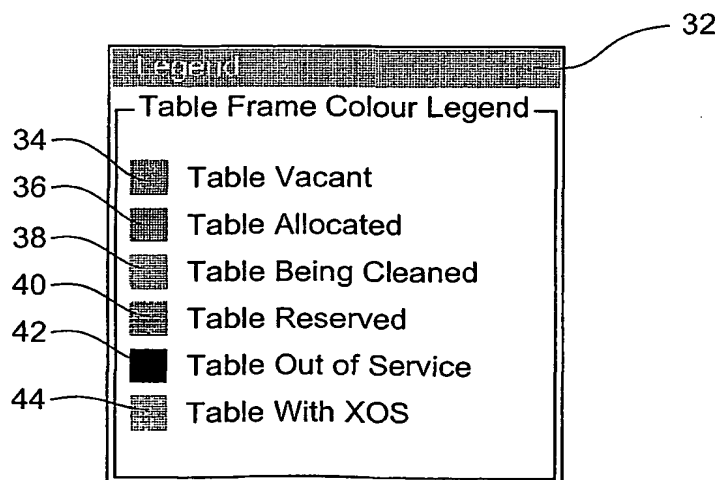 32
Legend
Table Frame Colour Legend
34 Table Vacant
36 Table Allocated
38 Table Being Cleaned
40 Table Reserved
42 Table Out of Service
44 Table With XOS